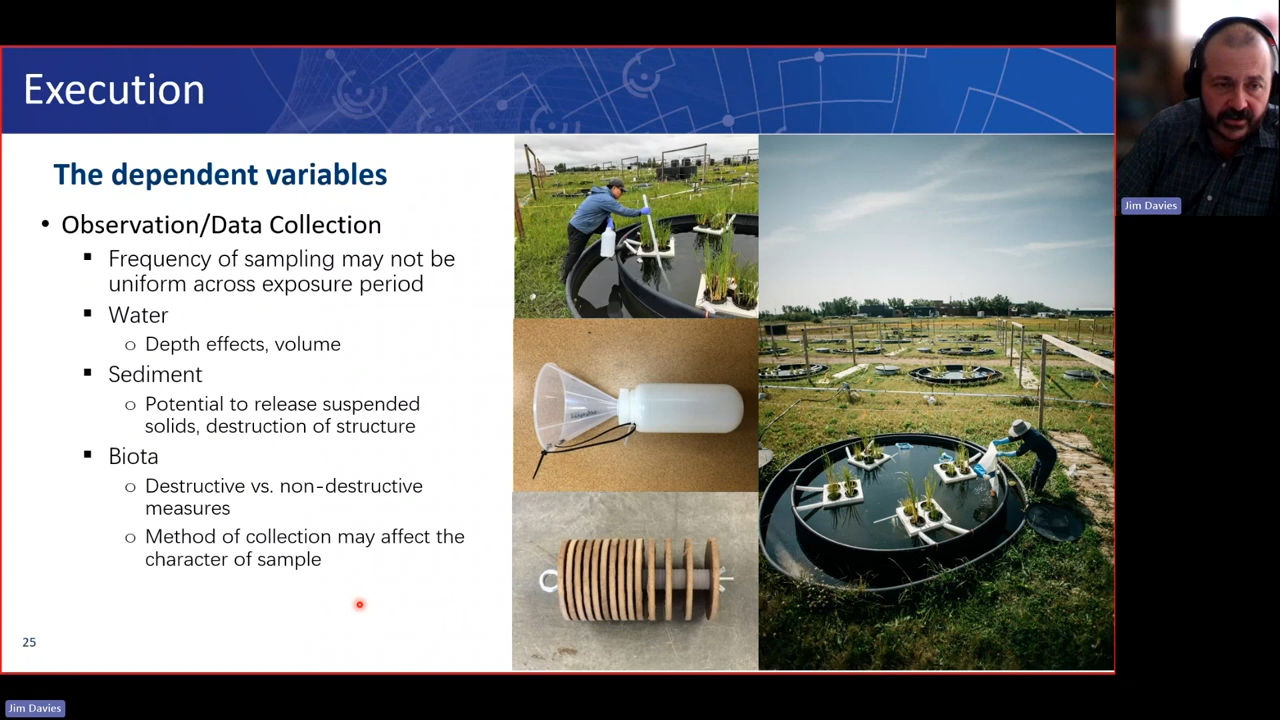 Execution
The dependent variables
• Observation/Data Collection
▪ Frequency of sampling may not be
uniform across exposure period
▪ Water
o Depth effects, volume
▪ Sediment
o Potential to release suspended
solids, destruction of structure
▪ Biota
o Destructive vs. non-destructive
measures
o Method of collection may affect the
character of sample
25
Jim Davies
Jim Davies